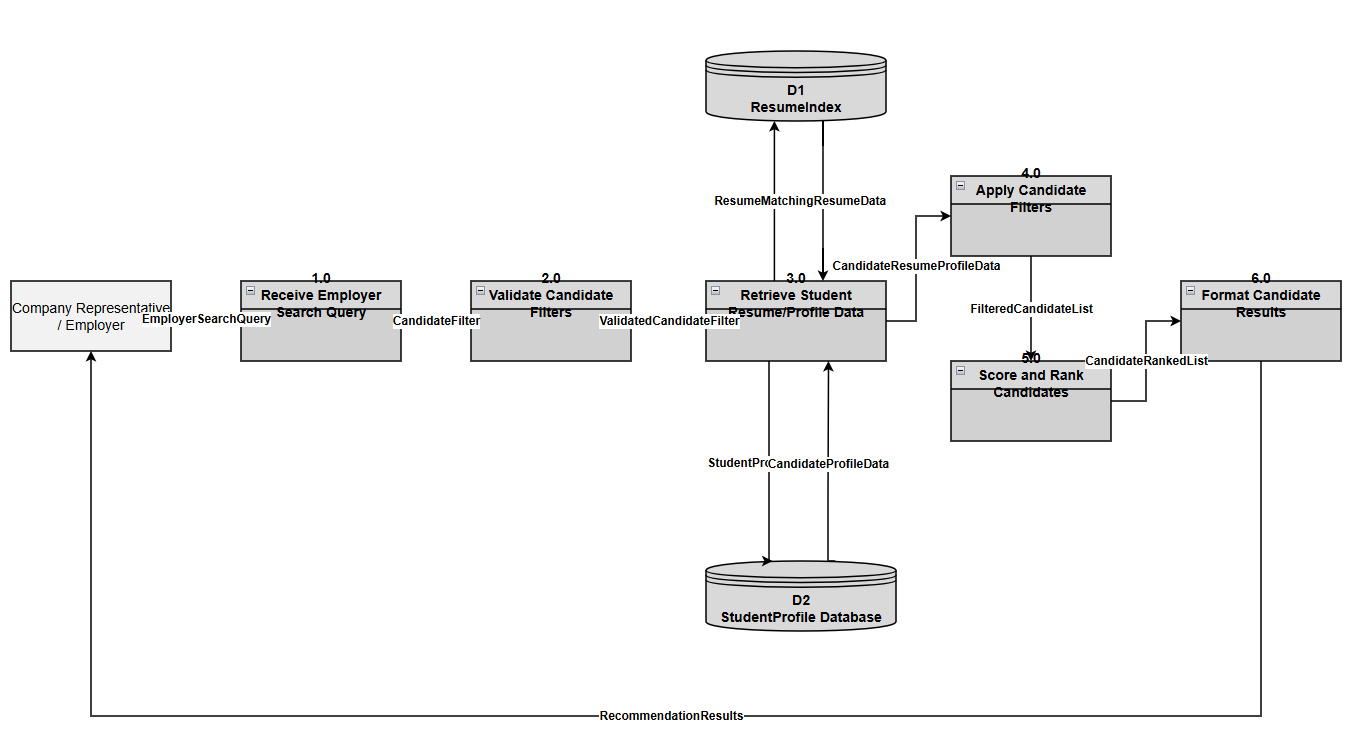 D1
ResumeIndex
4.0
Apply Candidate
Filters
ResumeMatchingResumeData
CandidateResumeProfileData
Company Representative
/ Employer
EmployerSearchQuery
1.0
Receive Employer
Search Query
CandidateFilter
2.0
Validate Candidate
Filters
ValidatedCandidateFilter
3.0
Retrieve Student
Resume/Profile Data
FilteredCandidateList
6.0
Format Candidate
Results
5.0
Score and Rank
Candidates
CandidateRankedList
CandidateProfileData
D2
StudentProfile Database
RecommendationResults